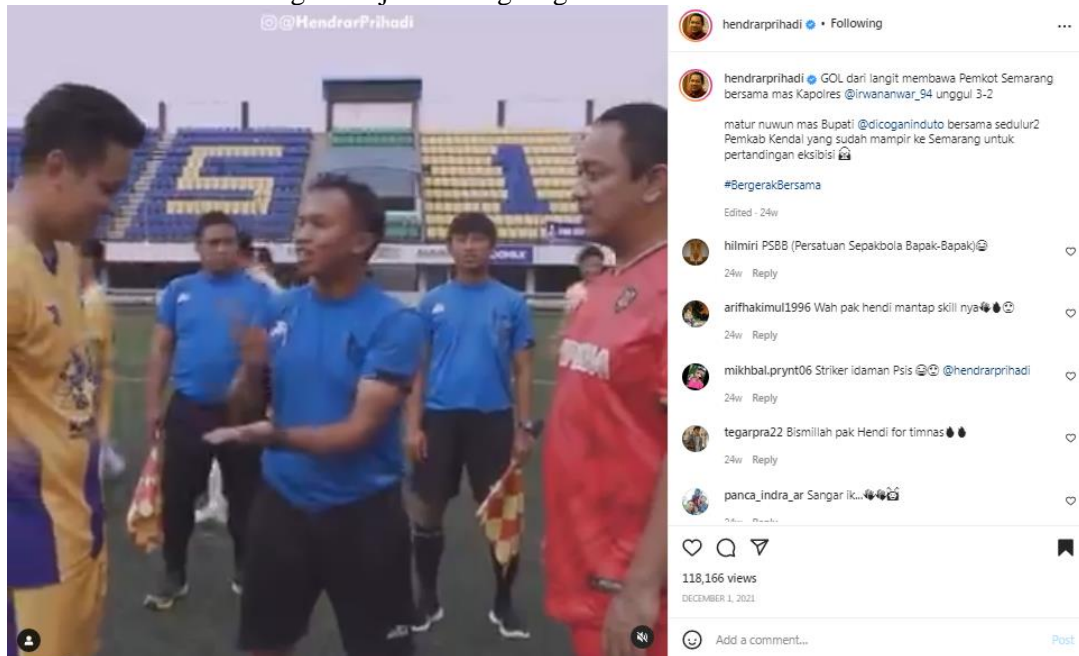 @HendrarPrihadi
5 1
hendrarprihadi • Following
hendrarprihadi GOL dari langit membawa Pemkot Semarang
bersama mas Kapolres @irwananwar_94 unggul 3-2
matur nuwun mas Bupati @dicoganinduto bersama sedulur2
Pemkab Kendal yang sudah mampir ke Semarang untuk
pertandingan eksibisi
#BergerakBersama
Edited · 24w
hilmiri PSBB (Persatuan Sepakbola Bapak-Bapak)
24w Reply
arifhakimul1996 Wah pak hendi mantap skill nya
24w Reply
mikhbal.prynt06 Striker idaman Psis @hendrarprihadi
24w Reply
tegarpra22 Bismillah pak Hendi for timnas
24w Reply
panca_indra_ar Sangar ik...
24w Reply
118,166 views
DECEMBER 1, 2021
Add a comment...
Post